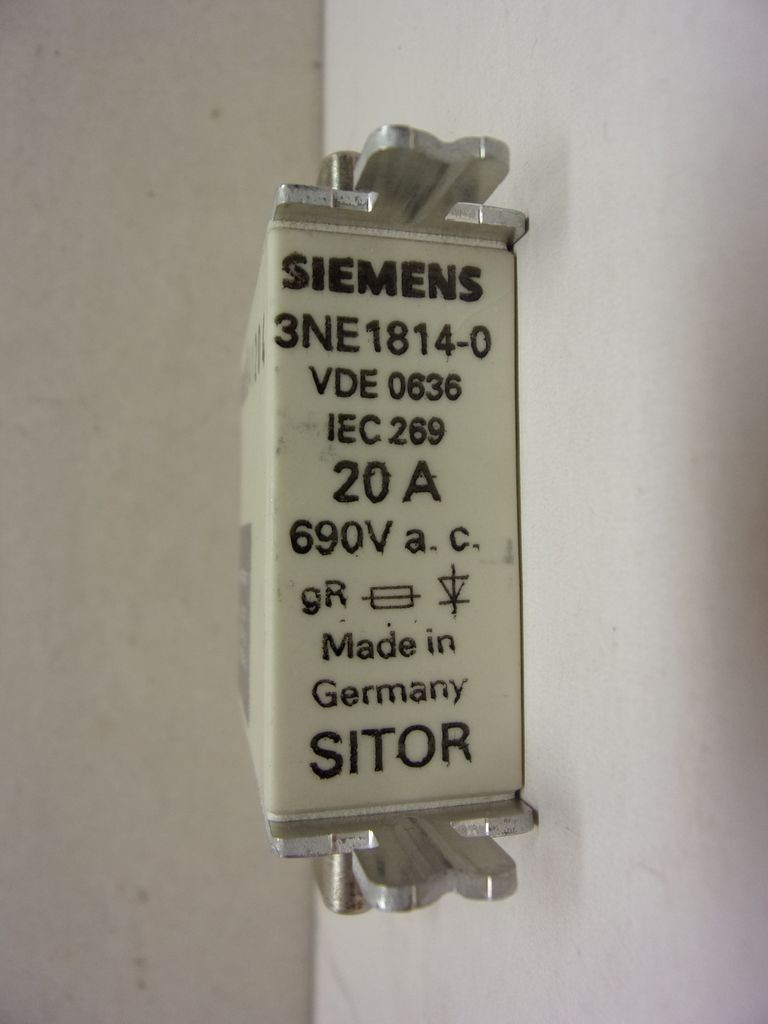 SIEMENS
3NE1814-0
VDE 0636
IEC 269
20 A
690V a. c.
gR
Made in
Germany
SITOR